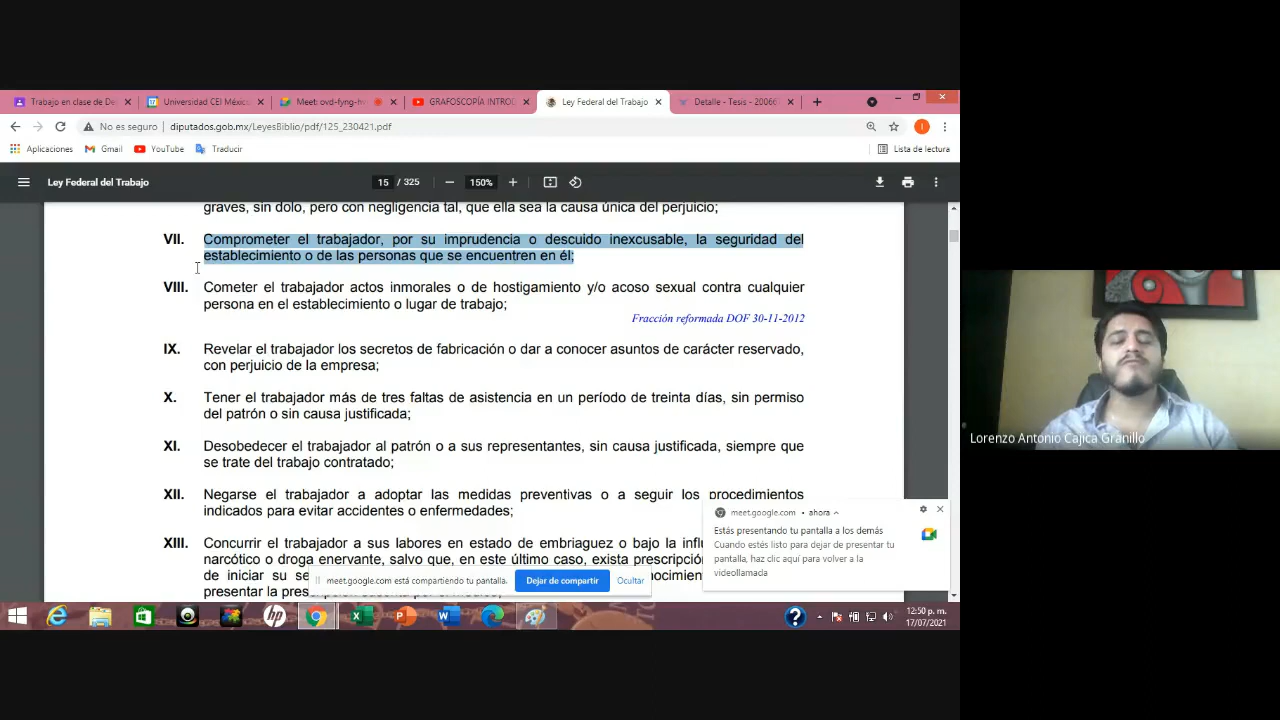 Trabajo en clase de De
Universidad CEI Méxic
Meet: ovd-fyng-h
GRAFOSCOPÍA INTROD
Ley Federal del Trabajo
Detalle - Tesis - 20066
No es seguro
deputados.gob.mx/LeyesBiblio/pdf/125_230421.pdf
Aplicaciones
Gmail
YouTube
Traducir
Lista de lectura
Ley Federal del Trabajo
15 / 325
150%
graves, sin dolo, pero con negligencia tal, que ella sea la causa única del perjuicio;
VII. Comprometer el trabajador, por su imprudencia o descuido inexcusable, la seguridad del
establecimiento o de las personas que se encuentren en él;
VIII. Cometer el trabajador actos inmorales o de hostigamiento y/o acoso sexual contra cualquier
persona en el establecimiento o lugar de trabajo;
Fracción reformada DOF 30-11-2012
IX. Revelar el trabajador los secretos de fabricación o dar a conocer asuntos de carácter reservado,
con perjuicio de la empresa;
X. Tener el trabajador más de tres faltas de asistencia en un período de treinta días, sin permiso
del patrón o sin causa justificada;
XI. Desobedecer el trabajador al patrón o a sus representantes, sin causa justificada, siempre que
se trate del trabajo contratado;
XII. Negarse el trabajador a adoptar las medidas preventivas o a seguir los procedimientos
indicados para evitar accidentes o enfermedades;
XIII. Concurrir el trabajador a sus labores en estado de embriaguez o bajo la influ
narcótico o droga enervante, salvo que, en este último caso, exista prescripción
de iniciar su se
onocimien
presentar la
meet.google.com • ahora
Estás presentando tu pantalla a los demás
Cuando estés listo para dejar de presentar tu
pantalla, haz clic aquí para volver a la
videollamada
meet.google.com está compartiendo tu pantalla.
Dejar de compartir
Ocultar
12:50 p. m.
17/07/2021
Lorenzo Antonio Cajica Granillo